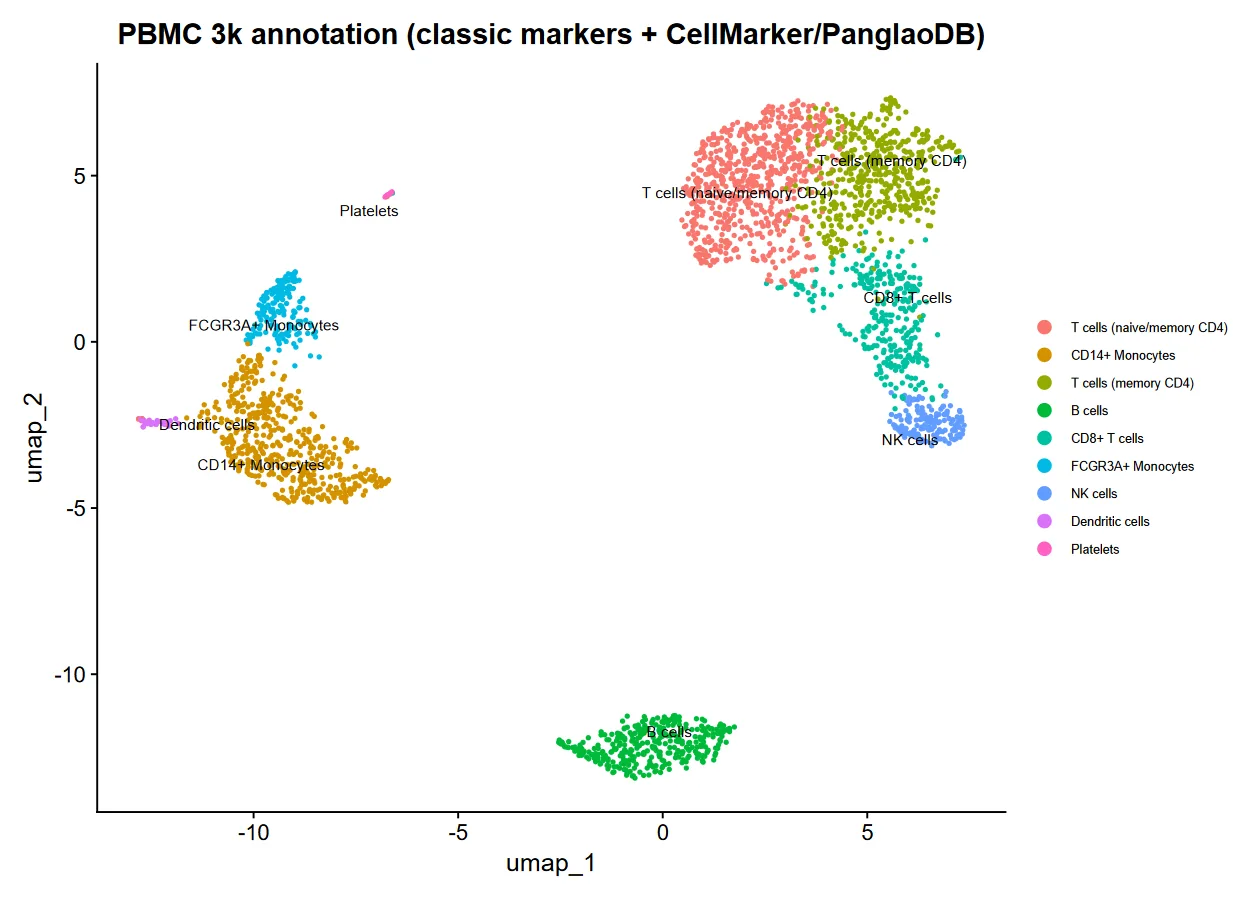 PBMC 3k annotation (classic markers + CellMarker/PanglaoDB)
5
0
-5
-10
umap_2
T cells (memory CD4)
T cells (naive/memory CD4)
Platelets
CD8+ T cells
FCGR3A+ Monocytes
Dendritic cells
NK cells
CD14+ Monocytes
B cells
-10
-5
0
5
umap_1
T cells (naive/memory CD4)
CD14+ Monocytes
T cells (memory CD4)
B cells
CD8+ T cells
FCGR3A+ Monocytes
NK cells
Dendritic cells
Platelets